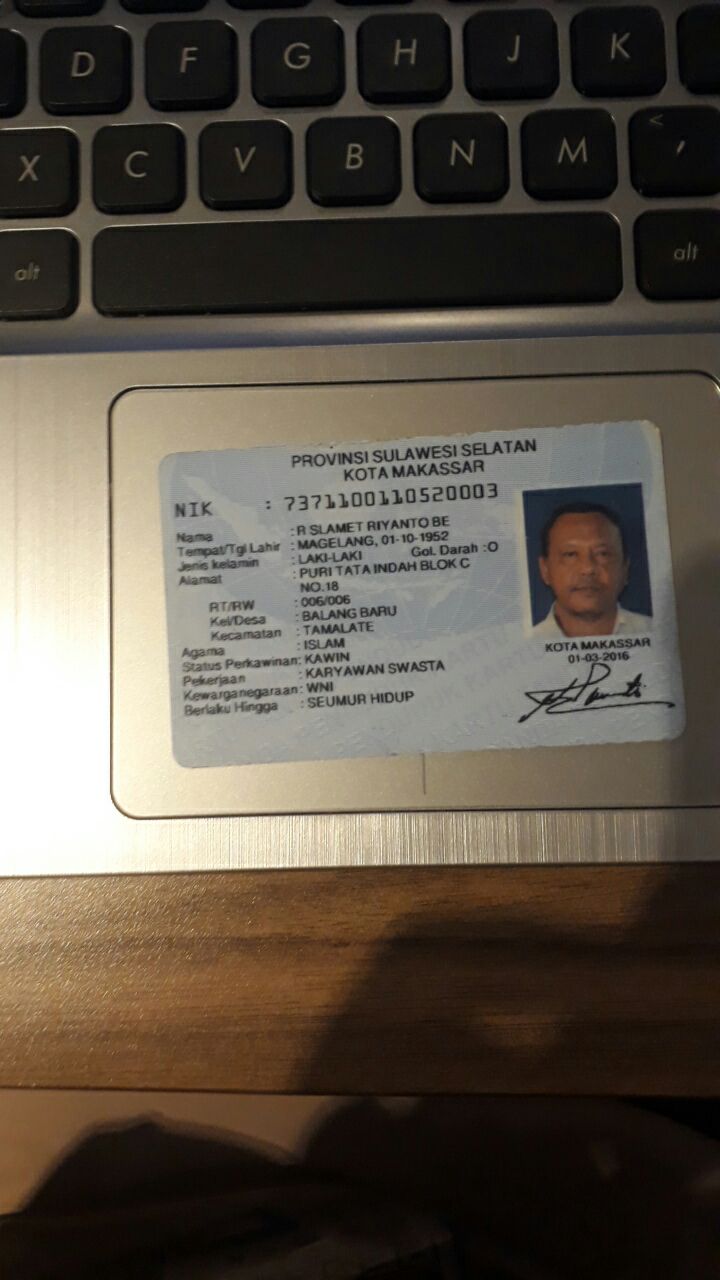 D F G H J K
X C V B N M < ,
alt alt
PROVINSI SULAWESI SELATAN
KOTA MAKASSAR
NIK : 7371100110520003
Nama : R SLAMET RIYANTO BE
Tempat/Tgl Lahir : MAGELANG, 01-10-1952
Jenis kelamin : LAKI-LAKI Gol. Darah : O
Alamat : PURI TATA INDAH BLOK C
NO.18
RT/RW : 006/006
Kel/Desa : BALANG BARU
Kecamatan : TAMALATE
Agama : ISLAM
Status Perkawinan: KAWIN
Pekerjaan : KARYAWAN SWASTA
Kewarganegaraan: WNI
Berlaku Hingga : SEUMUR HIDUP
KOTA MAKASSAR
01-03-2016